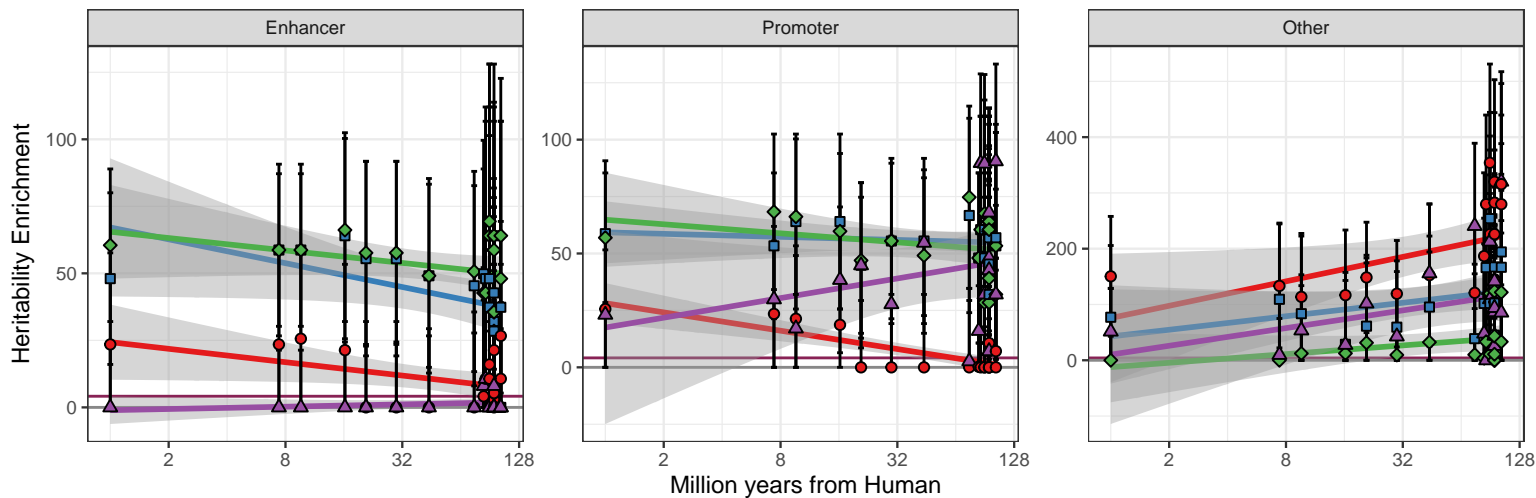 Enhancer
Promoter
Other
Heritability Enrichment
100
50
0
100
50
0
400
200
0
2 8 32 128
2 8 32 128
2 8 32 128
Million years from Human